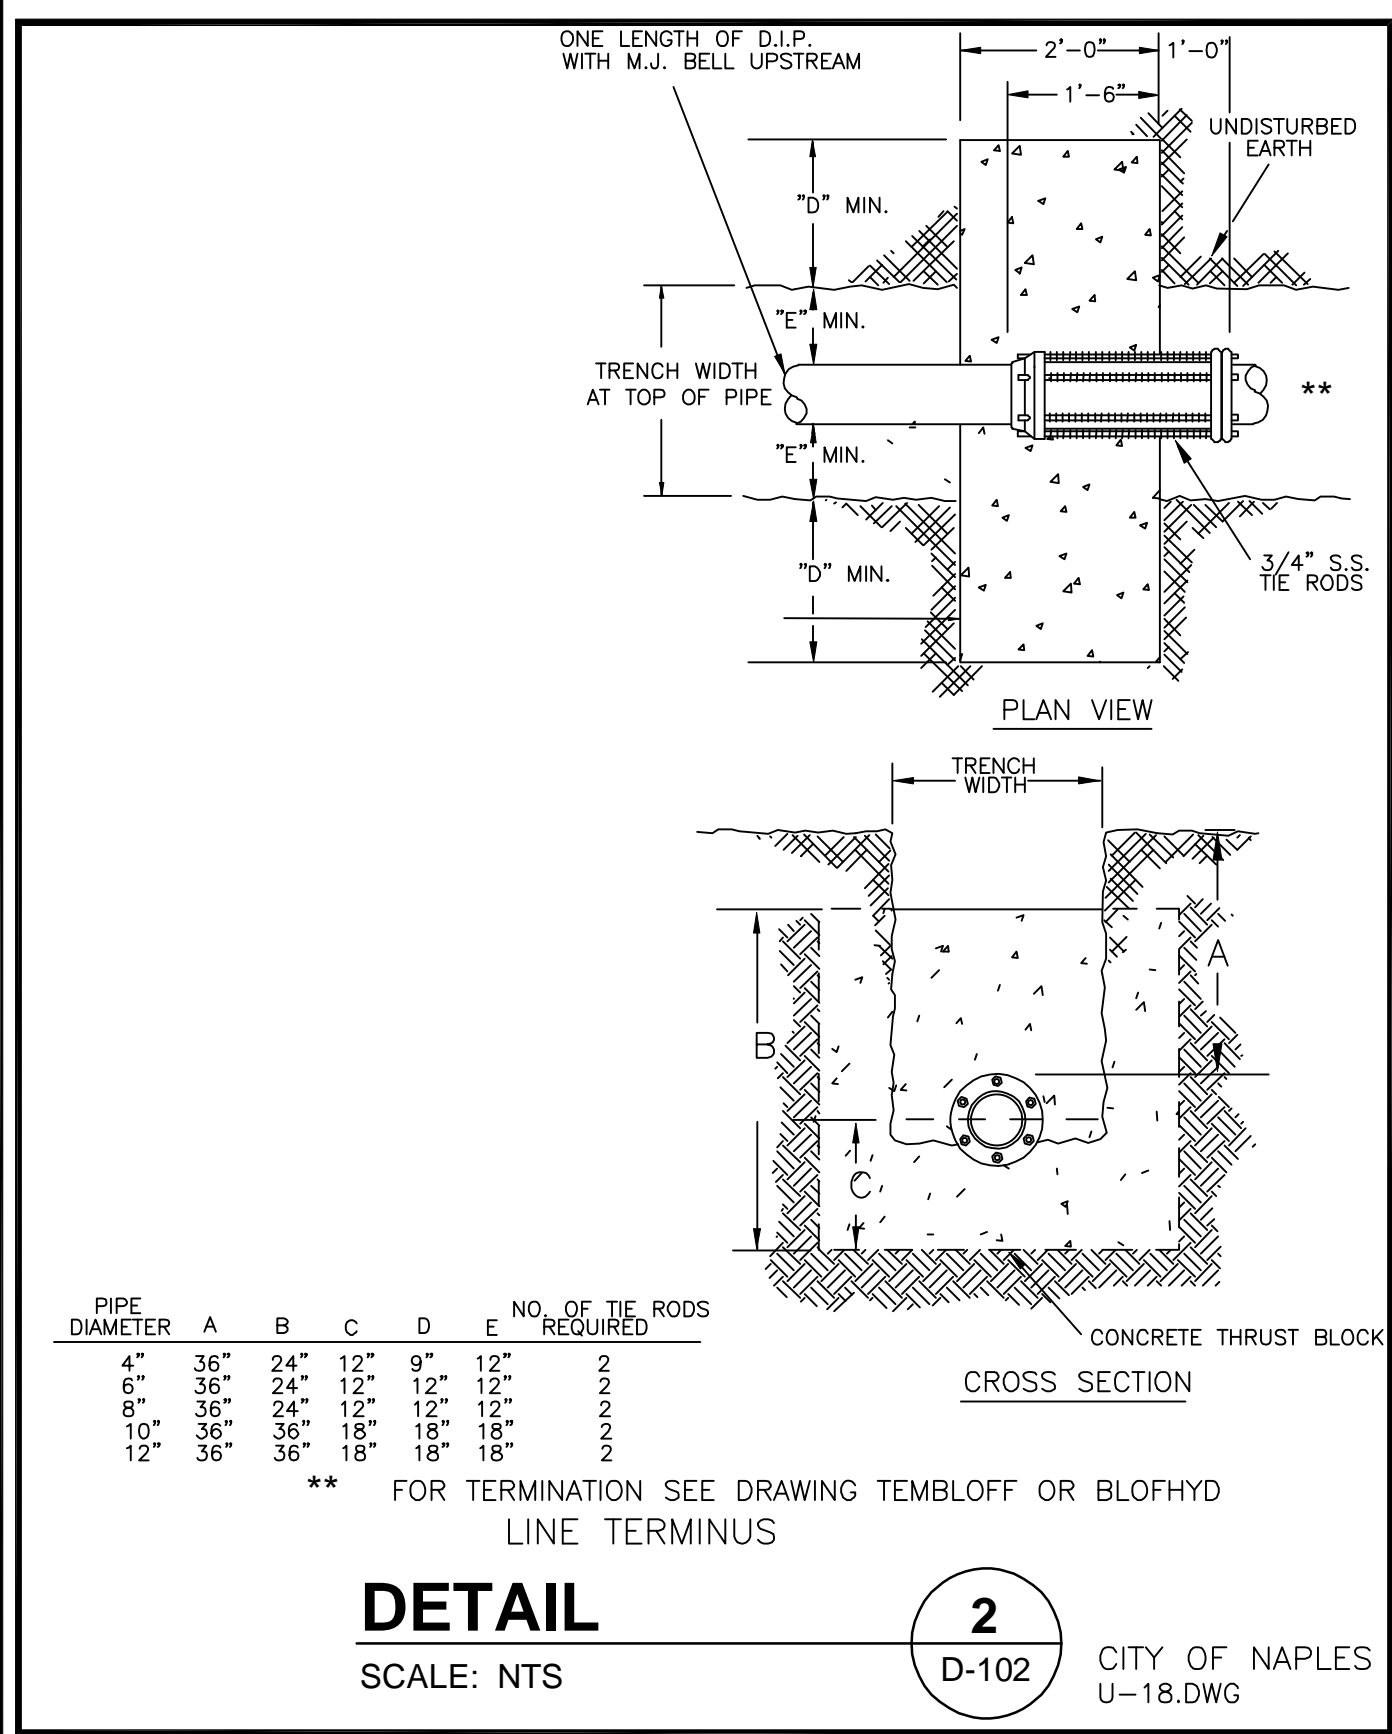 ONE LENGTH OF D.I.P.
WITH M.J. BELL UPSTREAM
2'-0"
1'-0"
1'-6"
UNDISTURBED
EARTH
"D" MIN.
"E" MIN.
TRENCH WIDTH
AT TOP OF PIPE
**
"E" MIN.
"D" MIN.
3/4" S.S.
TIE RODS
PLAN VIEW
TRENCH
WIDTH
A
B
C
CONCRETE THRUST BLOCK
CROSS SECTION
PIPE DIAMETER A B C D E NO. OF TIE RODS REQUIRED
4" 36" 24" 12" 9" 12" 2
6" 36" 24" 12" 12" 12" 2
8" 36" 24" 12" 12" 12" 2
10" 36" 36" 18" 18" 18" 2
12" 36" 36" 18" 18" 18" 2
** FOR TERMINATION SEE DRAWING TEMBLOFF OR BLOFHYD
LINE TERMINUS
DETAIL
SCALE: NTS
2
D-102
CITY OF NAPLES
U-18.DWG